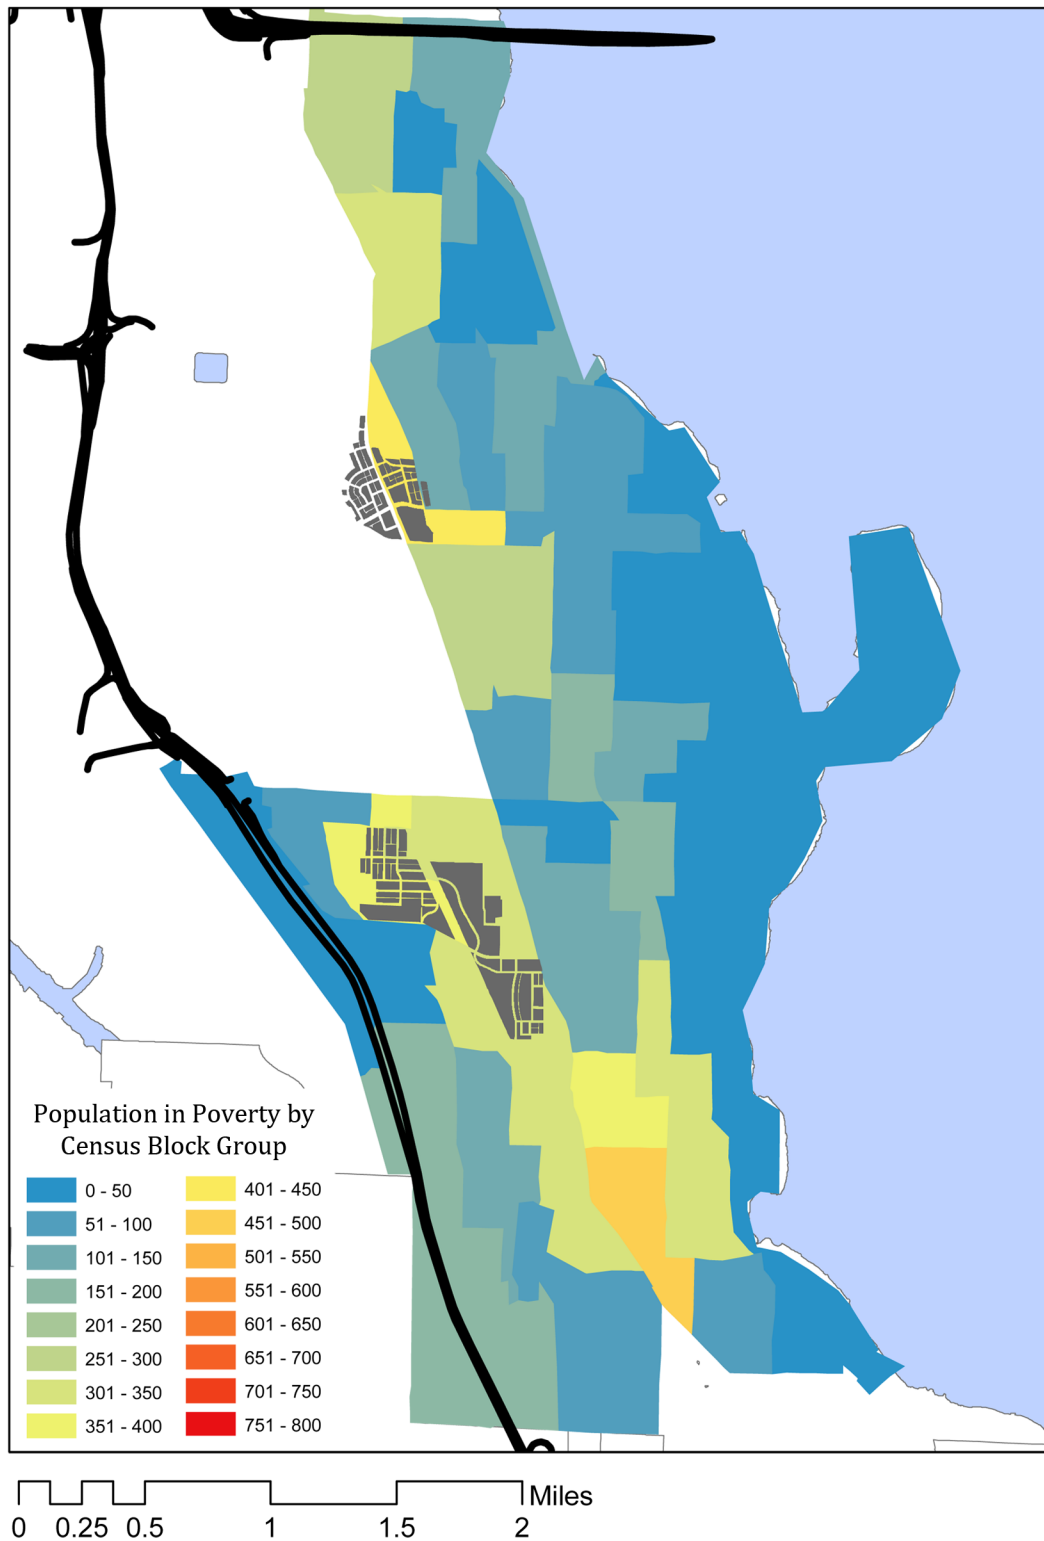 Population in Poverty by
Census Block Group
0 - 50
51 - 100
101 - 150
151 - 200
201 - 250
251 - 300
301 - 350
351 - 400
401 - 450
451 - 500
501 - 550
551 - 600
601 - 650
651 - 700
701 - 750
751 - 800
Miles
0 0.25 0.5 1 1.5 2